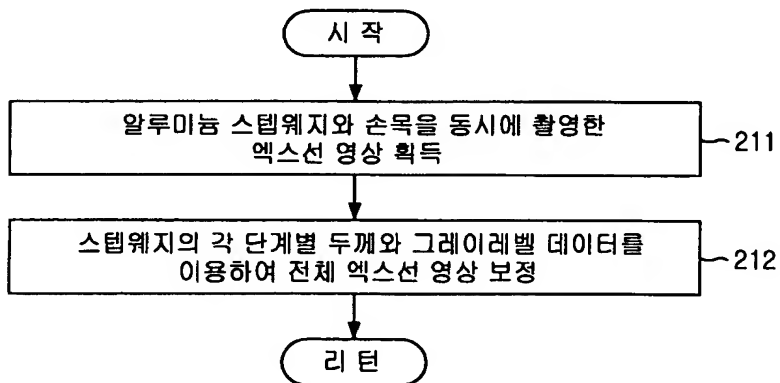 시 작
알루미늄 스텝웨지와 손목을 동시에 촬영한
엑스선 영상 획득
211
스텝웨지의 각 단계별 두께와 그레이레벨 데이터를
이용하여 전체 엑스선 영상 보정
212
리 턴